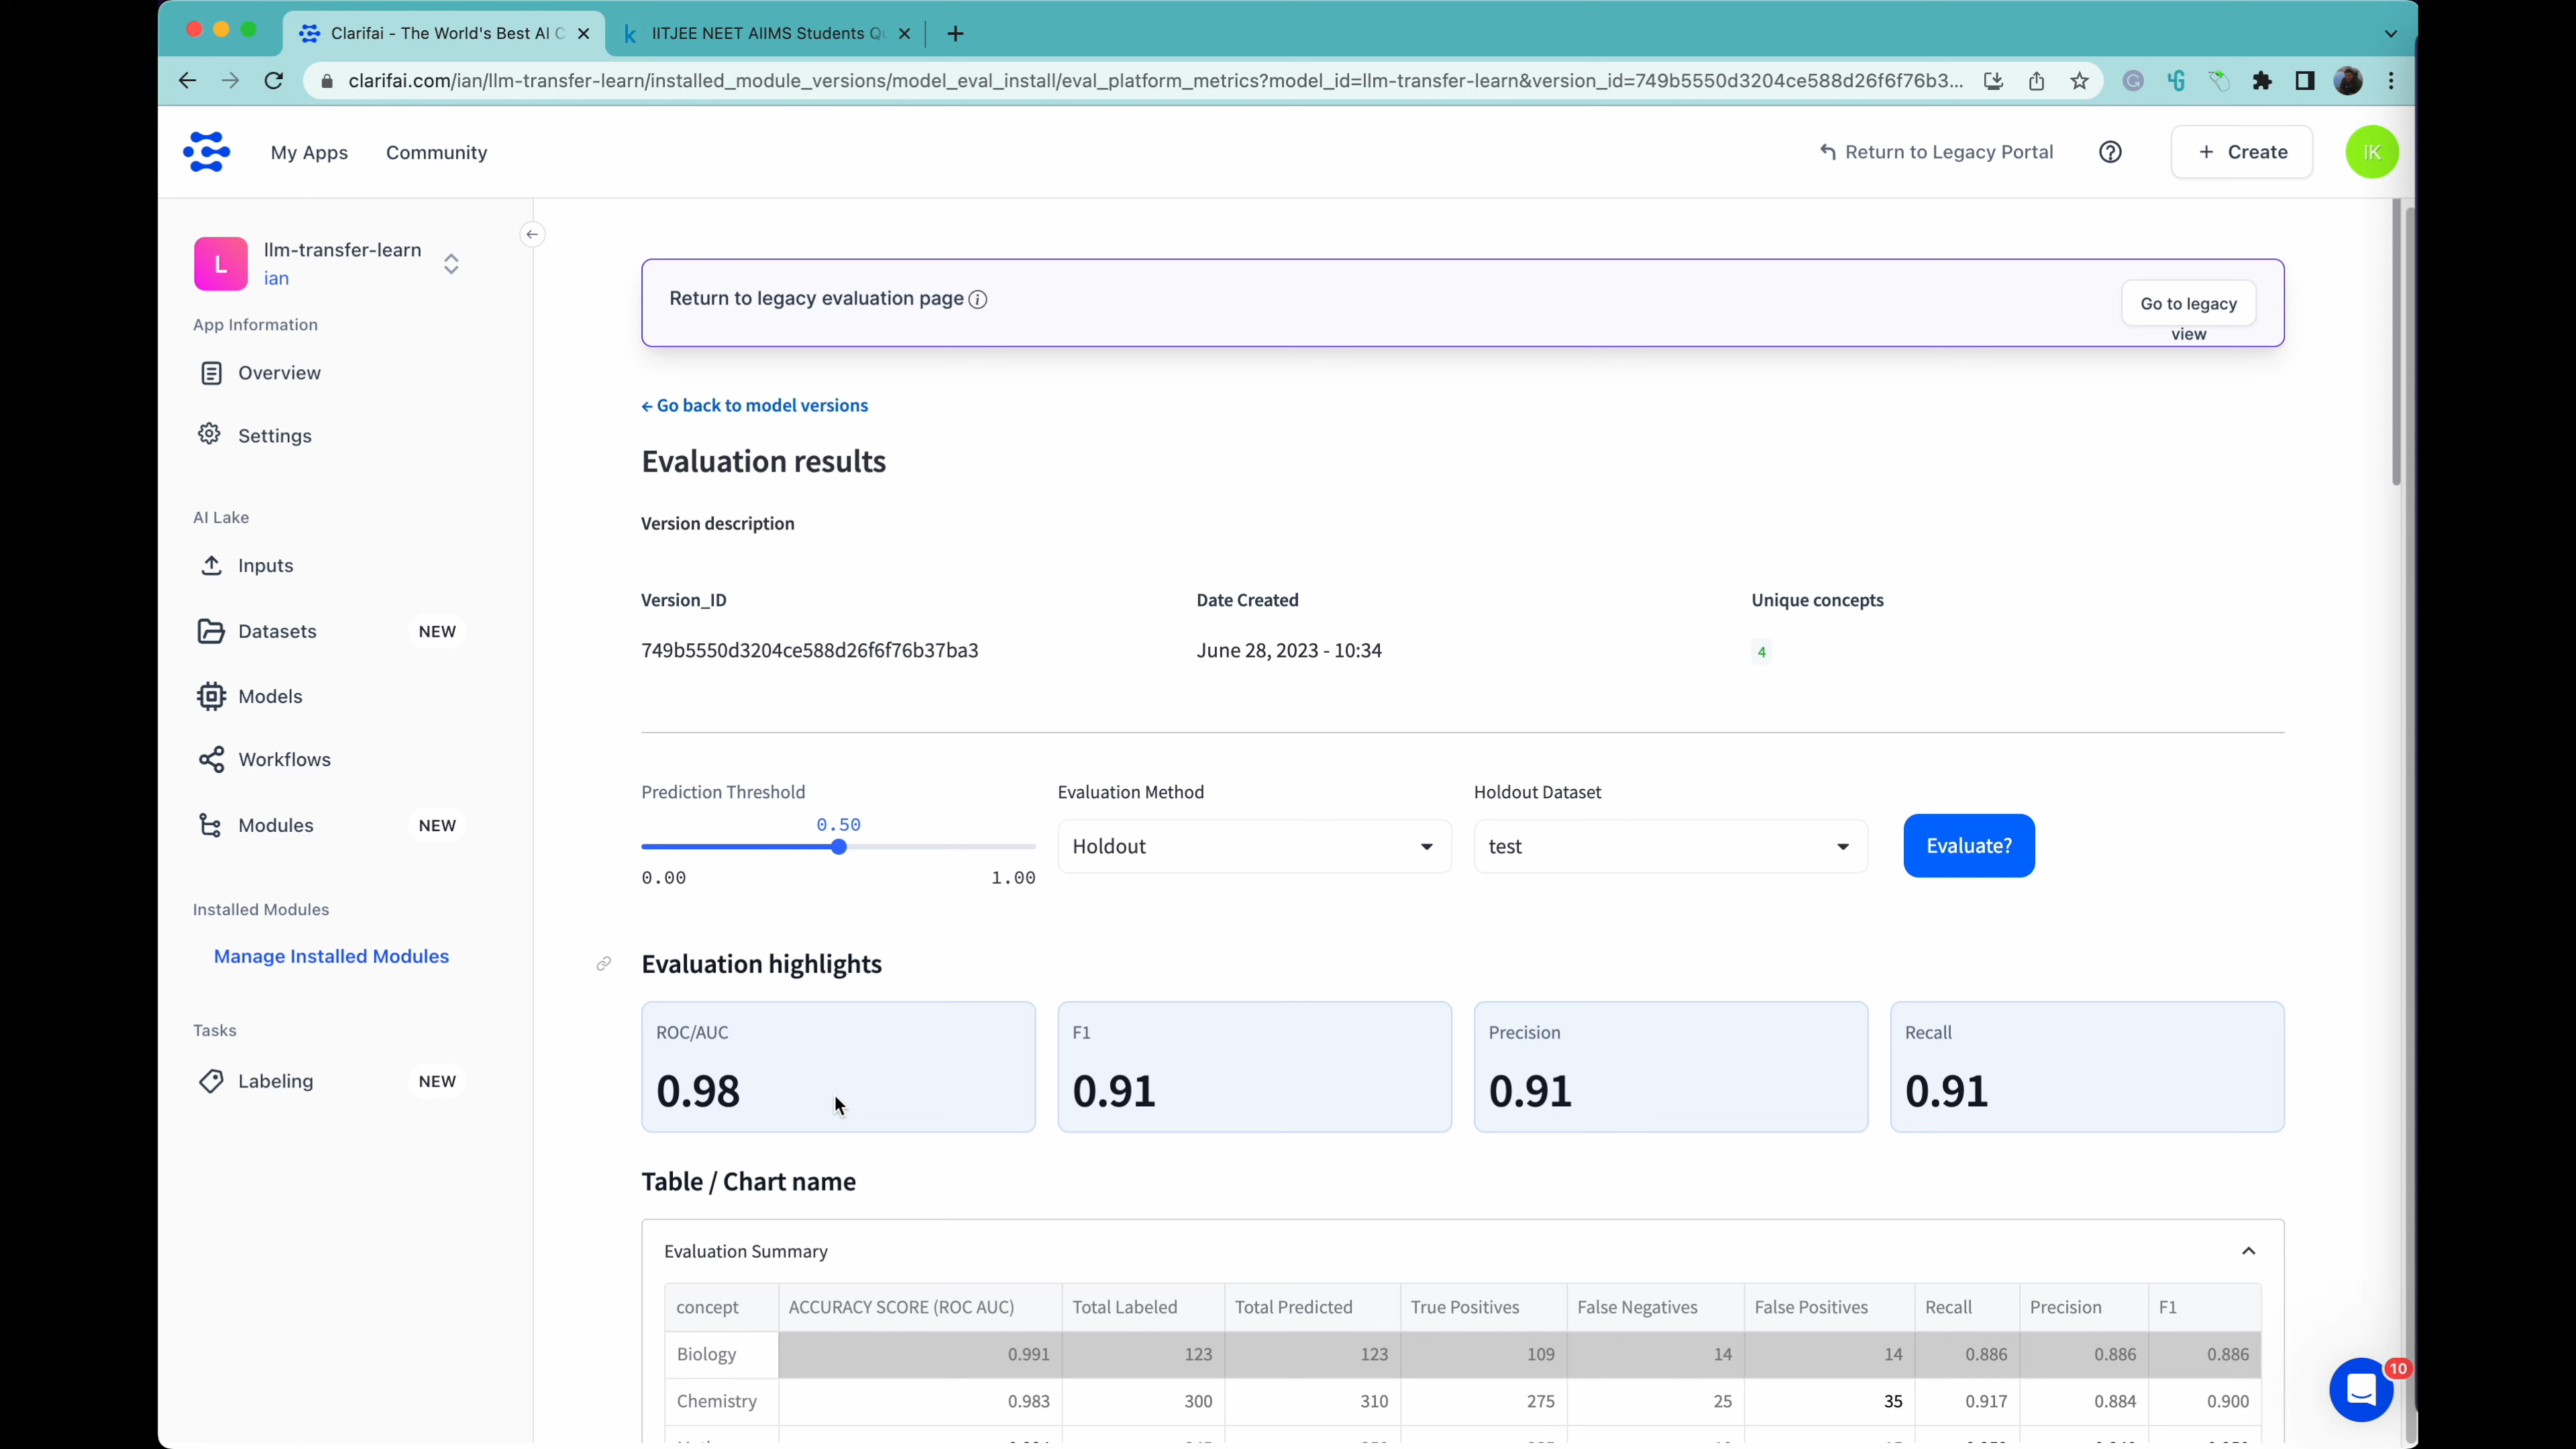 Clarifai - The World's Best AI C
k IITJEE NEET AIIMS Students Qu
clarifai.com/ian/llm-transfer-learn/installed_module_versions/model_eval_install/eval_platform_metrics?model_id=llm-transfer-learn&version_id=749b5550d3204ce588d26f6f76b3...
My Apps Community Return to Legacy Portal + Create IK
L llm-transfer-learn
ian
App Information
Overview
Settings
AI Lake
Inputs
Datasets NEW
Models
Workflows
Modules NEW
Installed Modules
Manage Installed Modules
Tasks
Labeling NEW
Return to legacy evaluation page
Go to legacy
view
← Go back to model versions
Evaluation results
Version description
Version_ID Date Created Unique concepts
749b5550d3204ce588d26f6f76b37ba3 June 28, 2023 - 10:34 4
Prediction Threshold Evaluation Method Holdout Dataset
0.50
Holdout test Evaluate?
0.00 1.00
Evaluation highlights
ROC/AUC F1 Precision Recall
0.98 0.91 0.91 0.91
Table / Chart name
Evaluation Summary
concept ACCURACY SCORE (ROC AUC) Total Labeled Total Predicted True Positives False Negatives False Positives Recall Precision F1
Biology 0.991 123 123 109 14 14 0.886 0.886 0.886
Chemistry 0.983 300 310 275 25 35 0.917 0.884 0.900
10